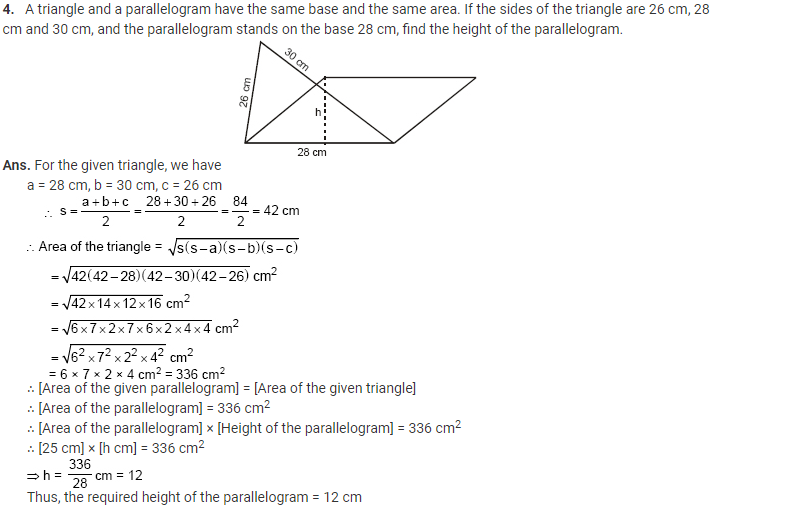 4. A triangle and a parallelogram have the same base and the same area. If the sides of the triangle are 26 cm, 28
cm and 30 cm, and the parallelogram stands on the base 28 cm, find the height of the parallelogram.
30 cm
26 cm
h
28 cm
Ans. For the given triangle, we have
a = 28 cm, b = 30 cm, c = 26 cm
∴ s = (a+b+c)/2 = (28+30+26)/2 = 84/2 = 42 cm
∴ Area of the triangle = √(s(s−a)(s−b)(s−c))
= √(42(42−28)(42−30)(42−26)) cm²
= √(42×14×12×16) cm²
= √(6×7×2×7×6×2×4×4) cm²
= √(6²×7²×2²×4²) cm²
= 6 × 7 × 2 × 4 cm² = 336 cm²
∴ [Area of the given parallelogram] = [Area of the given triangle]
∴ [Area of the parallelogram] = 336 cm²
∴ [Area of the parallelogram] × [Height of the parallelogram] = 336 cm²
∴ [25 cm] × [h cm] = 336 cm²
⇒ h = 336/28 cm = 12
Thus, the required height of the parallelogram = 12 cm